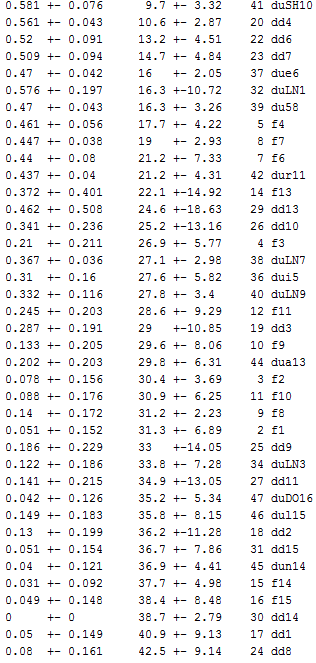 0.581 +- 0.076 9.7 +- 3.32 41 duSH10
0.561 +- 0.043 10.6 +- 2.87 20 dd4
0.52 +- 0.091 13.2 +- 4.51 22 dd6
0.509 +- 0.094 14.7 +- 4.84 23 dd7
0.47 +- 0.042 16 +- 2.05 37 due6
0.576 +- 0.197 16.3 +-10.72 32 duLN1
0.47 +- 0.043 16.3 +- 3.26 39 du58
0.461 +- 0.056 17.7 +- 4.22 5 f4
0.447 +- 0.038 19 +- 2.93 8 f7
0.44 +- 0.08 21.2 +- 7.33 7 f6
0.437 +- 0.04 21.2 +- 4.31 42 dur11
0.372 +- 0.401 22.1 +-14.92 14 f13
0.462 +- 0.508 24.6 +-18.63 29 dd13
0.341 +- 0.236 25.2 +-13.16 26 dd10
0.21 +- 0.211 26.9 +- 5.77 4 f3
0.367 +- 0.036 27.1 +- 2.98 38 duLN7
0.31 +- 0.16 27.6 +- 5.82 36 dui5
0.332 +- 0.116 27.8 +- 3.4 40 duLN9
0.245 +- 0.203 28.6 +- 9.29 12 f11
0.287 +- 0.191 29 +-10.85 19 dd3
0.133 +- 0.205 29.6 +- 8.06 10 f9
0.202 +- 0.203 29.8 +- 6.31 44 dua13
0.078 +- 0.156 30.4 +- 3.69 3 f2
0.088 +- 0.176 30.9 +- 6.25 11 f10
0.14 +- 0.172 31.2 +- 2.23 9 f8
0.051 +- 0.152 31.3 +- 6.89 2 f1
0.186 +- 0.229 33 +-14.05 25 dd9
0.122 +- 0.186 33.8 +- 7.28 34 duLN3
0.141 +- 0.215 34.9 +-13.05 27 dd11
0.042 +- 0.126 35.2 +- 5.34 47 duDO16
0.149 +- 0.183 35.8 +- 8.15 46 dul15
0.13 +- 0.199 36.2 +-11.28 18 dd2
0.051 +- 0.154 36.7 +- 7.86 31 dd15
0.04 +- 0.121 36.9 +- 4.41 45 dun14
0.031 +- 0.092 37.7 +- 4.98 15 f14
0.049 +- 0.148 38.4 +- 8.48 16 f15
0 +- 0 38.7 +- 2.79 30 dd14
0.05 +- 0.149 40.9 +- 9.13 17 dd1
0.08 +- 0.161 42.5 +- 9.14 24 dd8